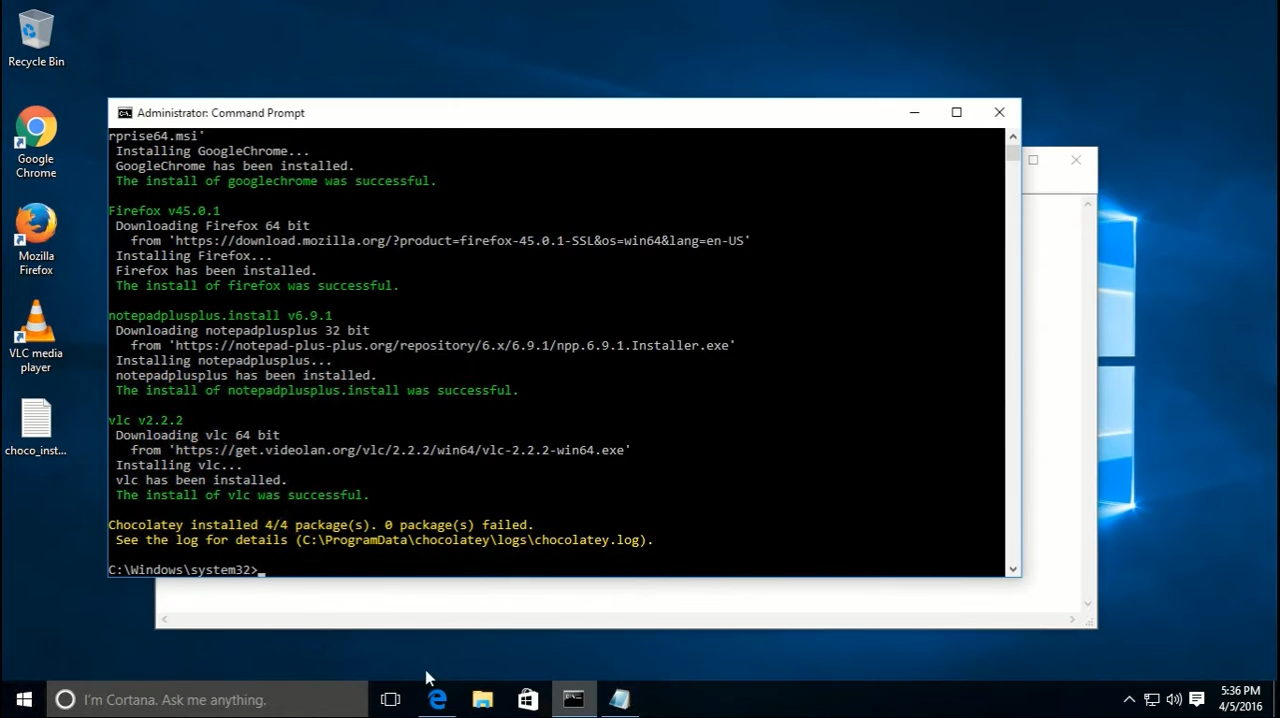 Recycle Bin
Google
Chrome
Mozilla
Firefox
VLC media
player
choco_inst...
Administrator: Command Prompt
rprise64.msi'
Installing GoogleChrome...
GoogleChrome has been installed.
The install of googlechrome was successful.
Firefox v45.0.1
Downloading Firefox 64 bit
from 'https://download.mozilla.org/?product=firefox-45.0.1-SSL&os=win64&lang=en-US'
Installing Firefox...
Firefox has been installed.
The install of firefox was successful.
notepadplusplus.install v6.9.1
Downloading notepadplusplus 32 bit
from 'https://notepad-plus-plus.org/repository/6.x/6.9.1/npp.6.9.1.Installer.exe'
Installing notepadplusplus...
notepadplusplus has been installed.
The install of notepadplusplus.install was successful.
vlc v2.2.2
Downloading vlc 64 bit
from 'https://get.videolan.org/vlc/2.2.2/win64/vlc-2.2.2-win64.exe'
Installing vlc...
vlc has been installed.
The install of vlc was successful.
Chocolatey installed 4/4 package(s). 0 package(s) failed.
See the log for details (C:\ProgramData\chocolatey\logs\chocolatey.log).
C:\Windows\system32>_
I'm Cortana. Ask me anything.
5:36 PM
4/5/2016